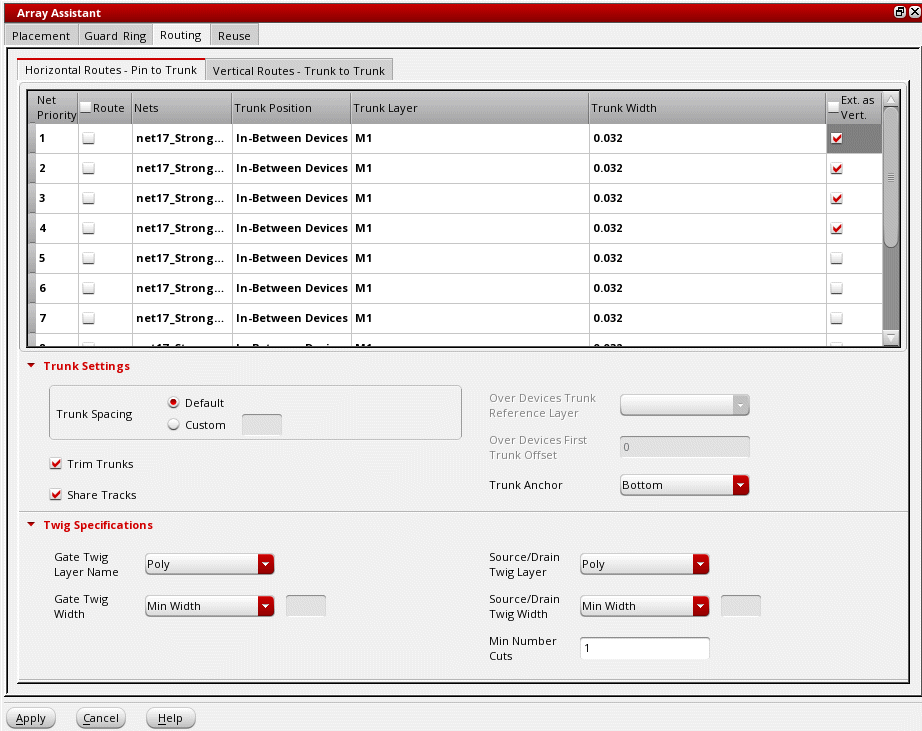 Array Assistant
Placement Guard Ring Routing Reuse
Horizontal Routes - Pin to Trunk Vertical Routes - Trunk to Trunk
Net Priority Route Nets Trunk Position Trunk Layer Trunk Width Ext. as Vert.
1 net17_Strong... In-Between Devices M1 0.032
2 net17_Strong... In-Between Devices M1 0.032
3 net17_Strong... In-Between Devices M1 0.032
4 net17_Strong... In-Between Devices M1 0.032
5 net17_Strong... In-Between Devices M1 0.032
6 net17_Strong... In-Between Devices M1 0.032
7 net17_Strong... In-Between Devices M1 0.032
Trunk Settings
Trunk Spacing
Default
Custom
Trim Trunks
Share Tracks
Over Devices Trunk
Reference Layer
Over Devices First
Trunk Offset
0
Trunk Anchor
Bottom
Twig Specifications
Gate Twig
Layer Name
Poly
Gate Twig
Width
Min Width
Source/Drain
Twig Layer
Poly
Source/Drain
Twig Width
Min Width
Min Number
Cuts
1
Apply Cancel Help